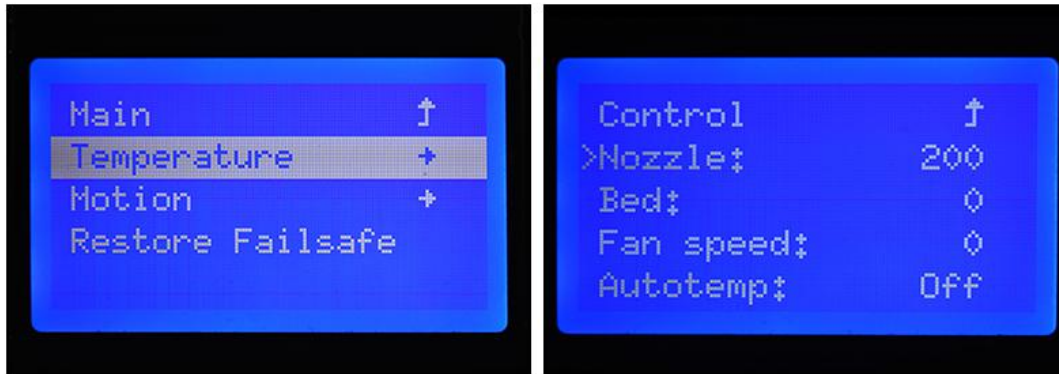 Main
Temperature
Motion
Restore Failsafe
Control
>Nozzle: 200
Bed: 0
Fan speed: 0
Autotemp: Off